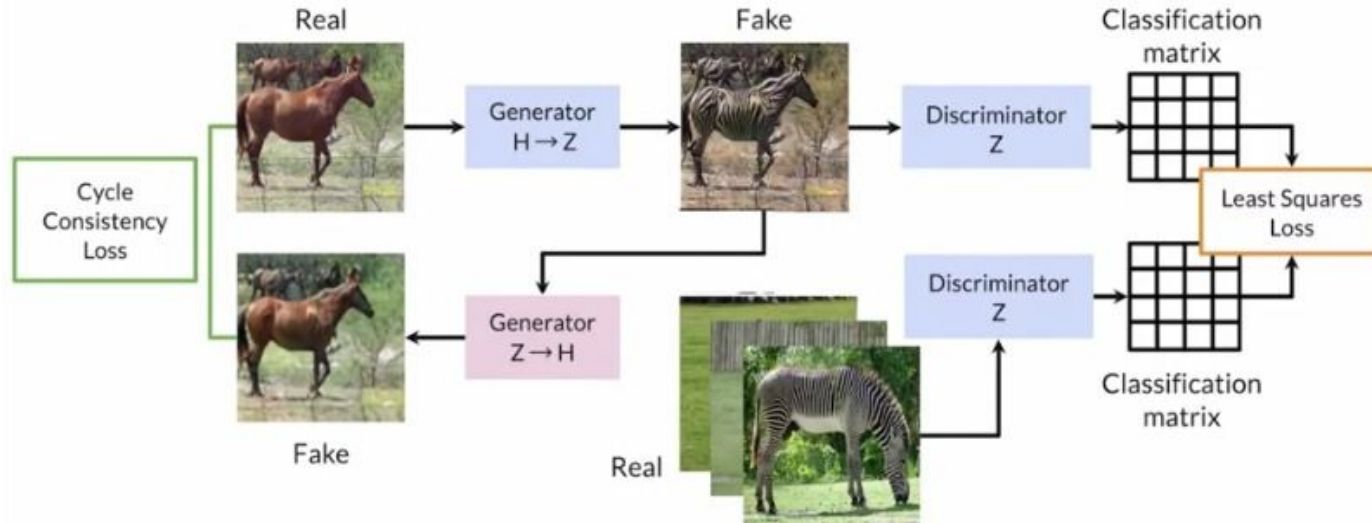 Real
Fake
Classification
matrix
Generator
H → Z
Discriminator
Z
Cycle
Consistency
Loss
Least Squares
Loss
Generator
Z → H
Discriminator
Z
Fake
Real
Classification
matrix